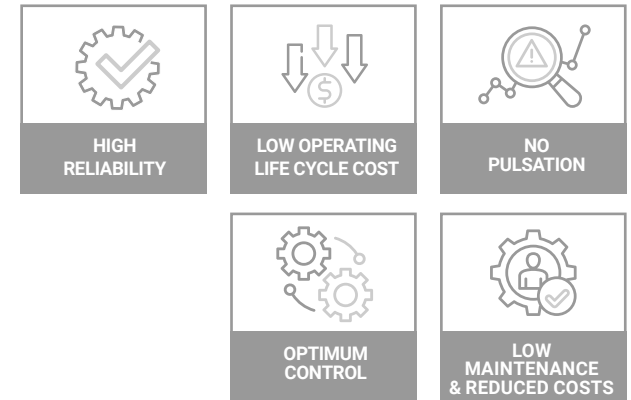 HIGH
RELIABILITY
LOW OPERATING
LIFE CYCLE COST
NO
PULSATION
OPTIMUM
CONTROL
LOW
MAINTENANCE
& REDUCED COSTS